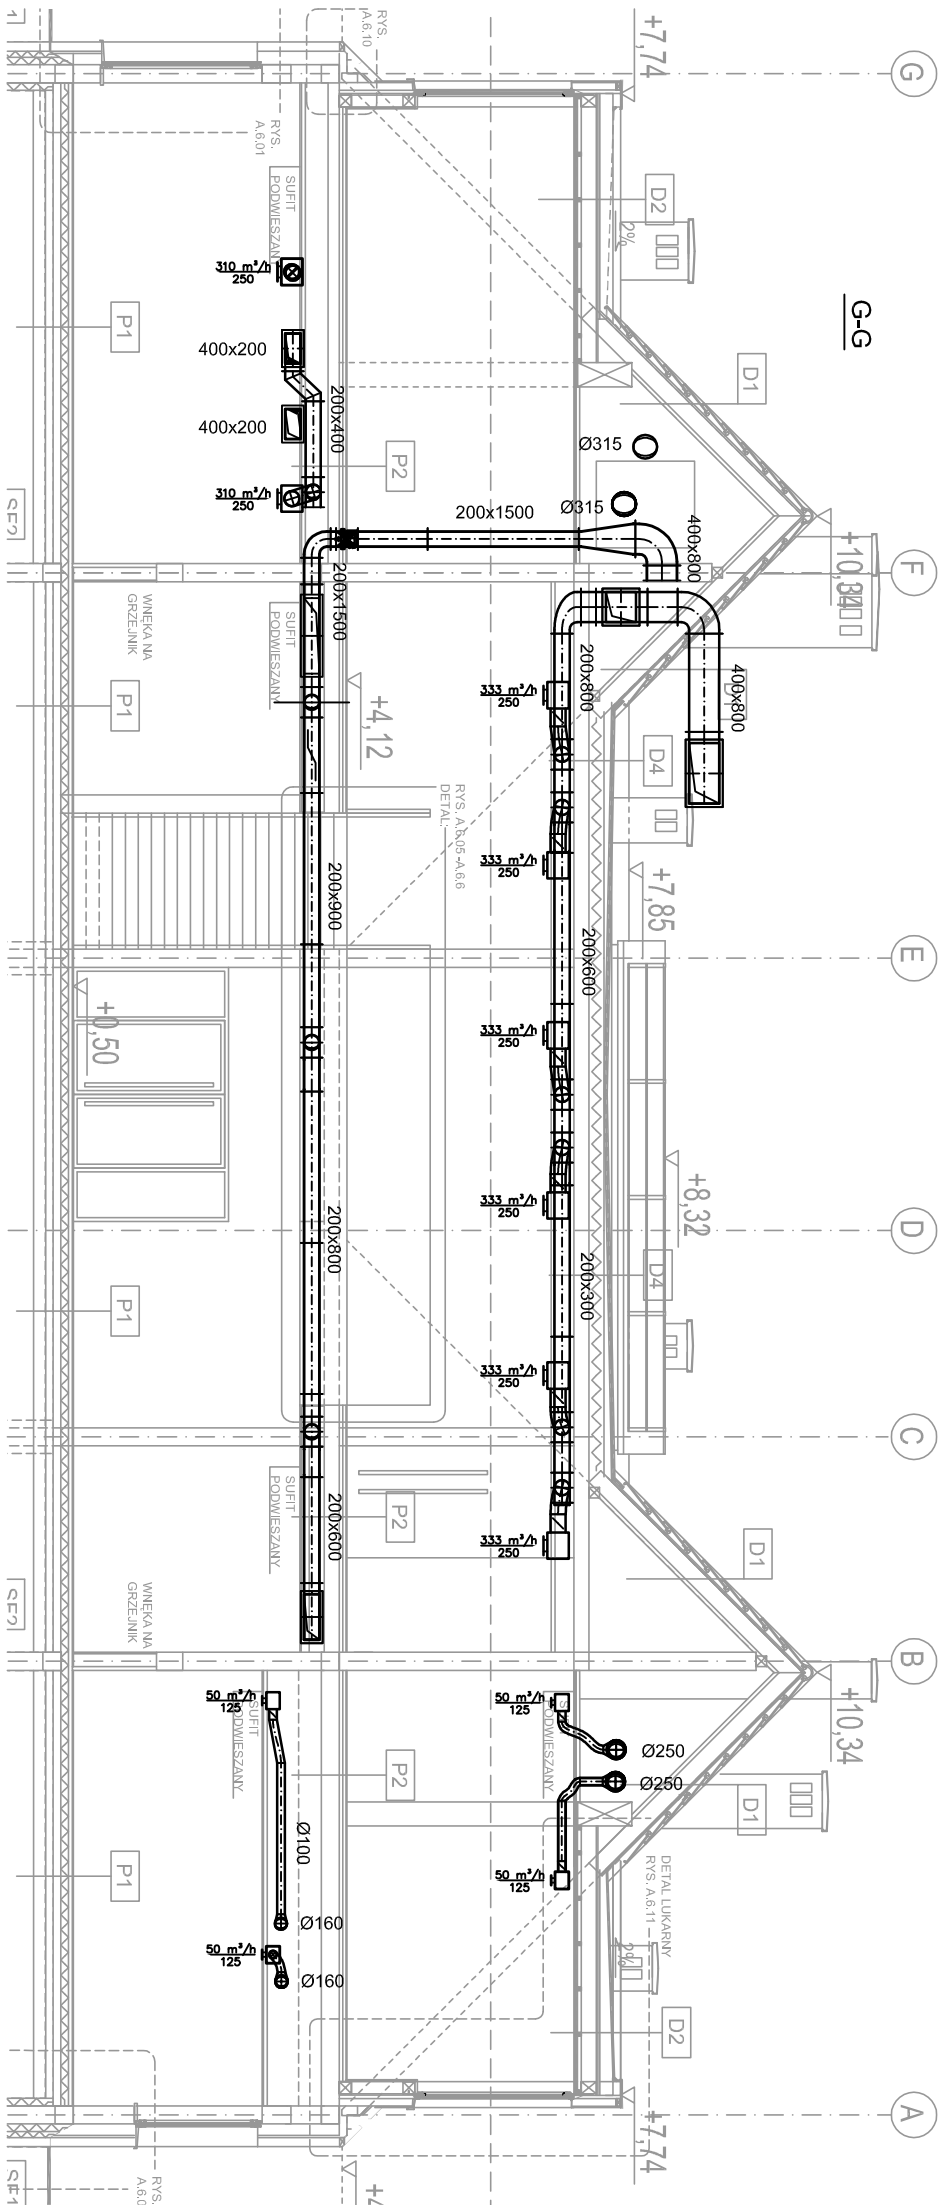 G-G
G
F
E
D
C
B
A
+7,74
RYS.
A.6.10
RYS.
A.6.01
SUFIT
PODWIESZANY
D2
2%
D1
310 m³/h
250
400x200
400x200
310 m³/h
250
200x400
P1
P2
Ø315
Ø315
200x1500
400x800
+10,34
200x1500
WNĘKA NA
GRZEJNIK
SUFIT
PODWIESZANY
P1
+4,12
200x800
400x800
333 m³/h
250
D4
RYS. A.6.05-A.6.6
DETAL:
333 m³/h
250
+7,85
200x900
200x600
+0,50
333 m³/h
250
+8,32
333 m³/h
250
200x800
D4
200x300
P1
333 m³/h
250
SUFIT
PODWIESZANY
P2
200x600
333 m³/h
250
D1
WNĘKA NA
GRZEJNIK
50 m³/h
125
SUFIT
PODWIESZANY
50 m³/h
125
PODWIESZANY
+10,34
Ø250
Ø250
P2
D1
Ø100
P1
50 m³/h
125
DETAL LUKARNY
RYS. A.6.11
Ø160
50 m³/h
125
Ø160
2%
D2
+7,74
RYS.